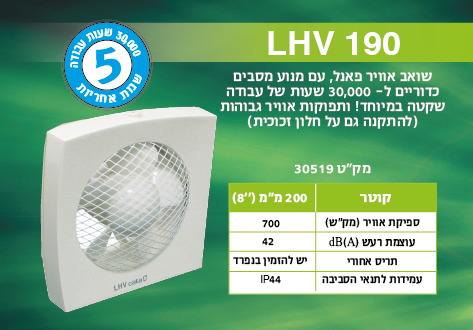 LHV 190
שואב אוויר פאנל, עם מנוע מסבים
כדוריים ל- 30,000 שעות של עבודה
שקטה במיוחד! ותפוקות אוויר גבוהות
(להתקנה גם על חלון זכוכית)
30,000 שעות עבודה
5
שנות אחריות
מק"ט 30519
קוטר 200 מ"מ ("8)
ספיקת אוויר (מק"ש) 700
עוצמת רעש dB(A) 42
תריס אחורי יש להזמין בנפרד
עמידות לתנאי הסביבה IP44
LHV cata